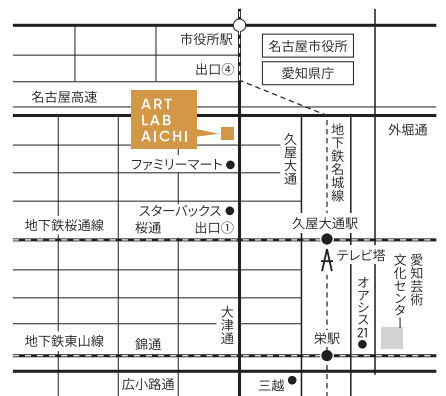 市役所駅
名古屋市役所
出口④
愛知県庁
名古屋高速
ART
LAB
AICHI
外堀通
久屋大通
地下鉄名城線
ファミリーマート
スターバックス
地下鉄桜通線
桜通
出口①
久屋大通駅
テレビ塔
愛知芸術
文化センター
オアシス21
大津通
地下鉄東山線
錦通
栄駅
広小路通
三越